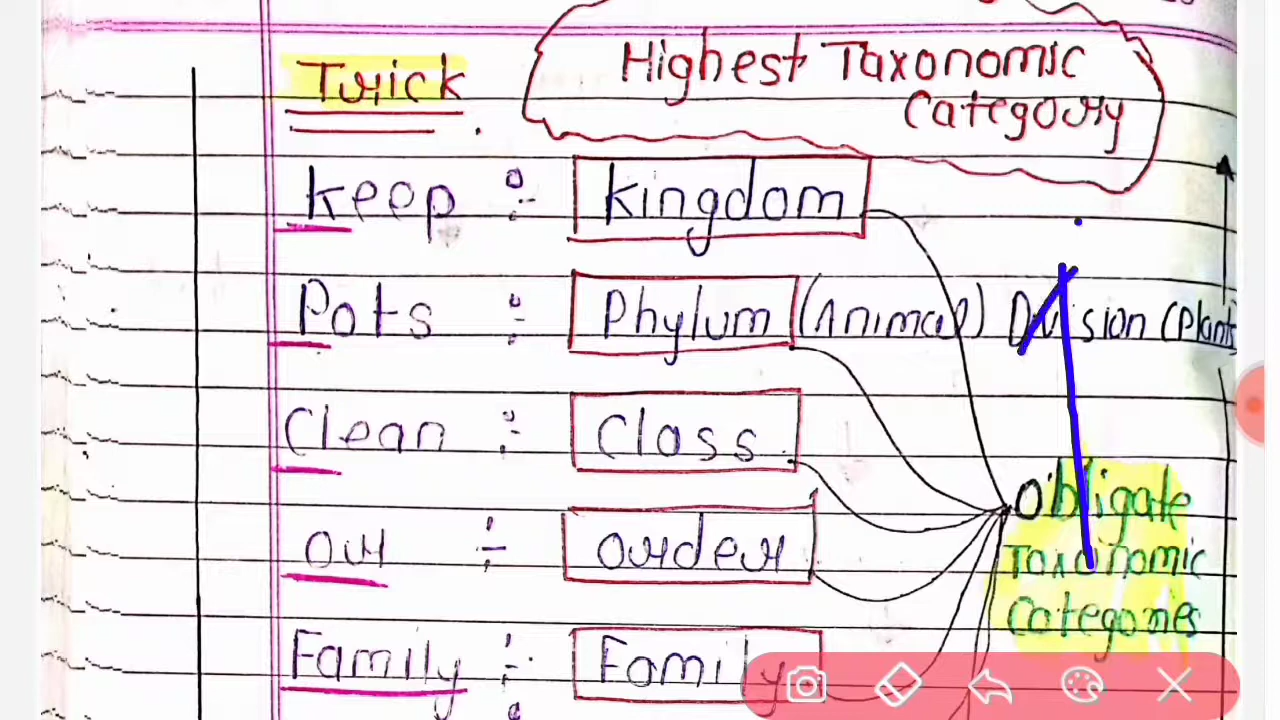 Highest Taxonomic
Category
Trick
keep : kingdom
Pots : Phylum (Animal) Division (Plants
Clean : Class
our : order
Obligate
Taxonomic
Categories
Family : Family